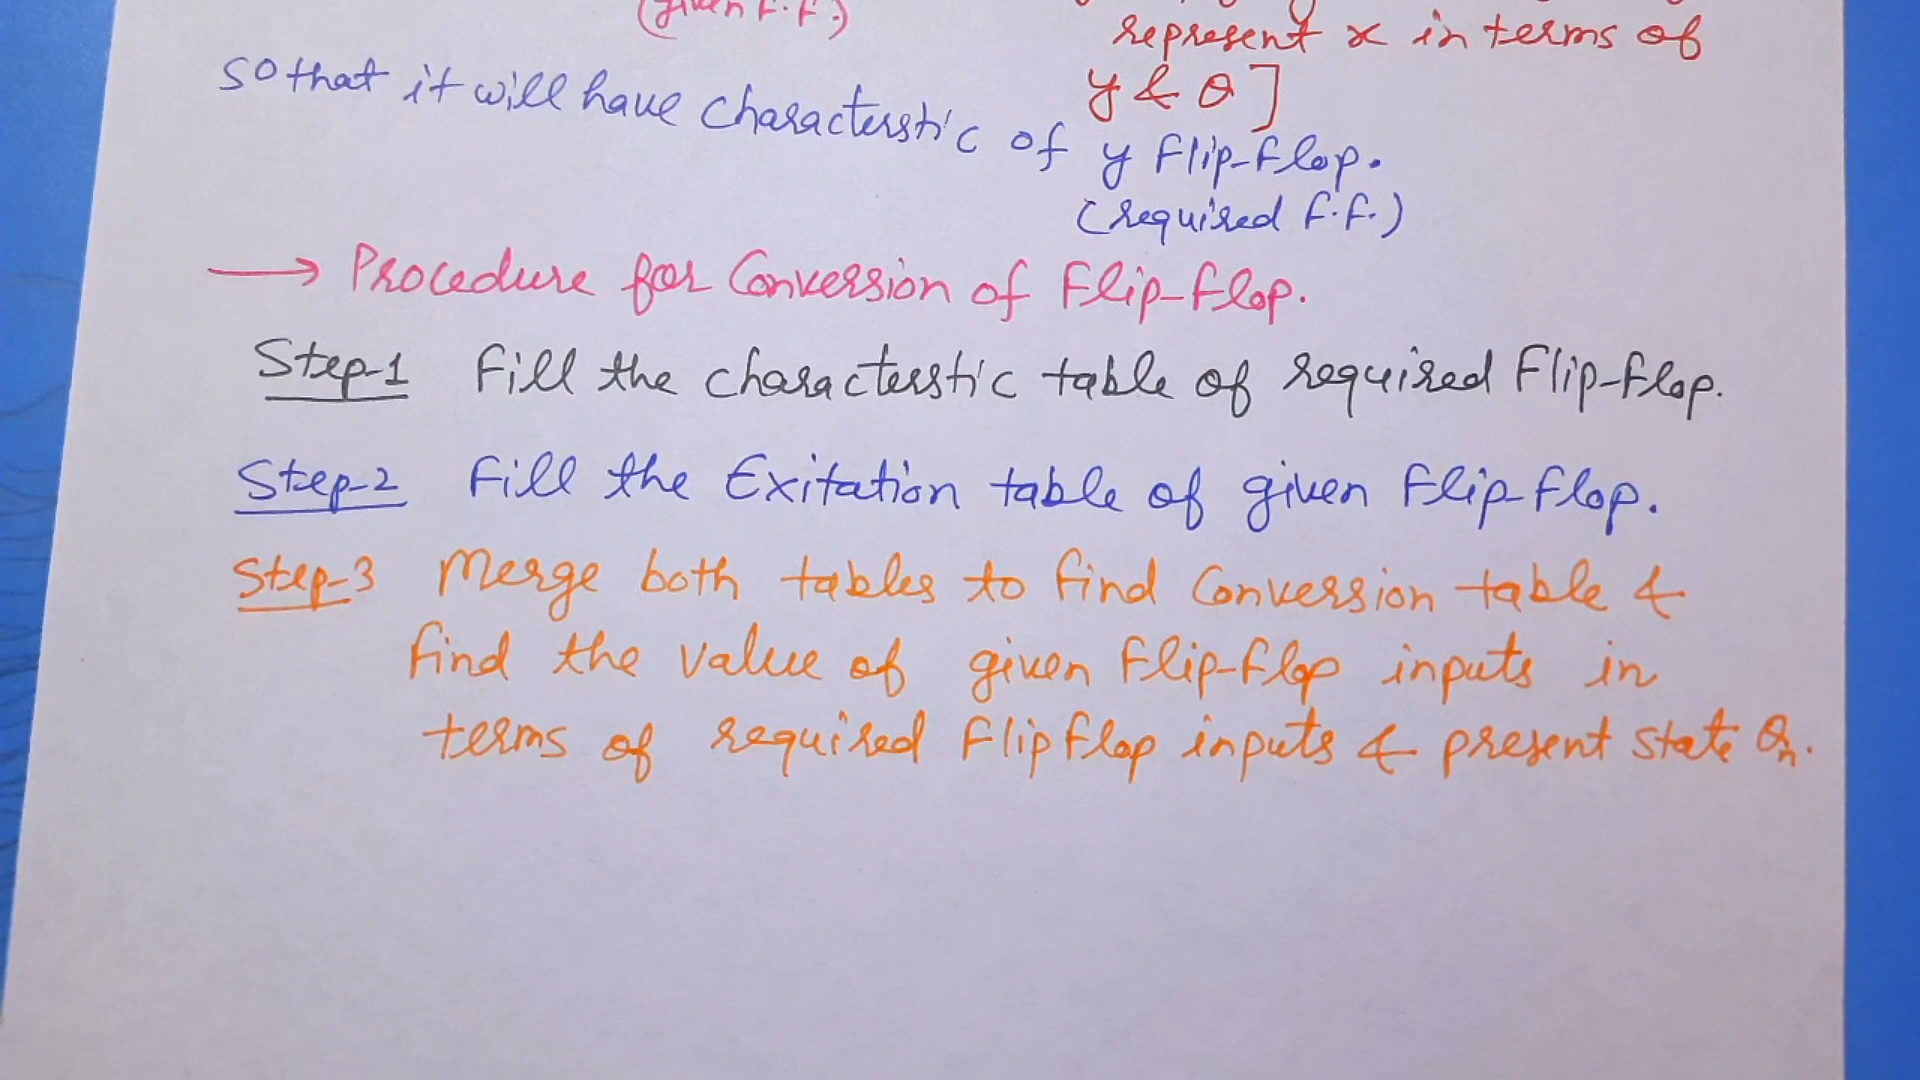 (given F.F.)
represent x in terms of
y & Q ]
so that it will have characterstic of y Flip-Flop.
(required F.F.)
→ Procedure for Conversion of Flip-Flop.
Step-1 Fill the characterstic table of required Flip-Flop.
Step-2 Fill the Exitation table of given Flip-Flop.
Step-3 Merge both tables to find Conversion table &
find the value of given Flip-Flop inputs in
terms of required Flip Flop inputs & present state Qn.